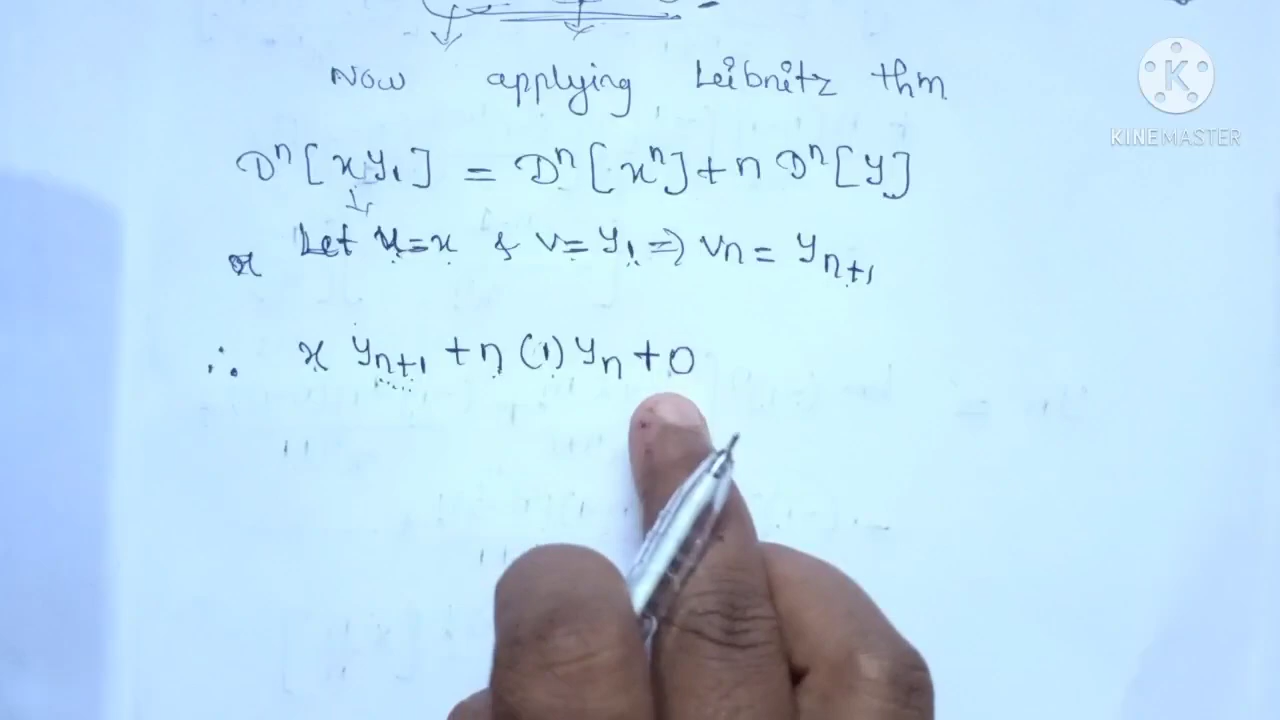 Now applying Leibnitz thm
Dⁿ[xy₁] = Dⁿ[xⁿ] + n Dⁿ[y]
or Let u=x & v=y₁ ⇒ vn = yn+1
∴ x yn+1 + n (1) yn + 0
K
KINEMASTER